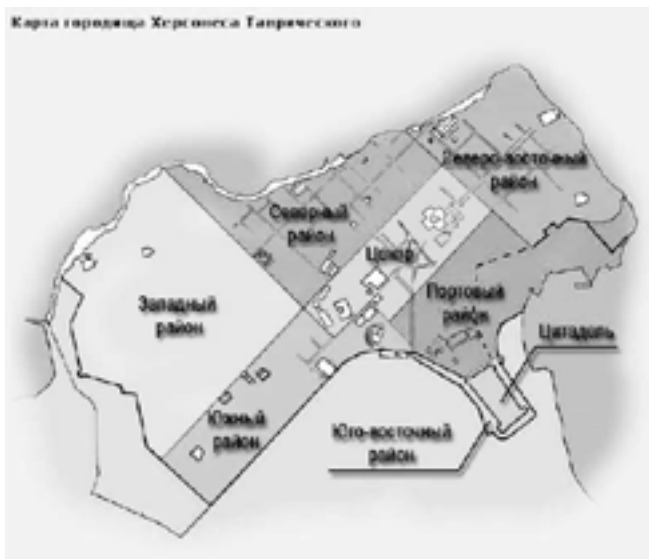 Карта городища Херсонеса Таврического
Северо-восточный
район
Северный
район
Центр
Западный
район
Портовый
район
Цитадель
Южный
район
Юго-восточный
район